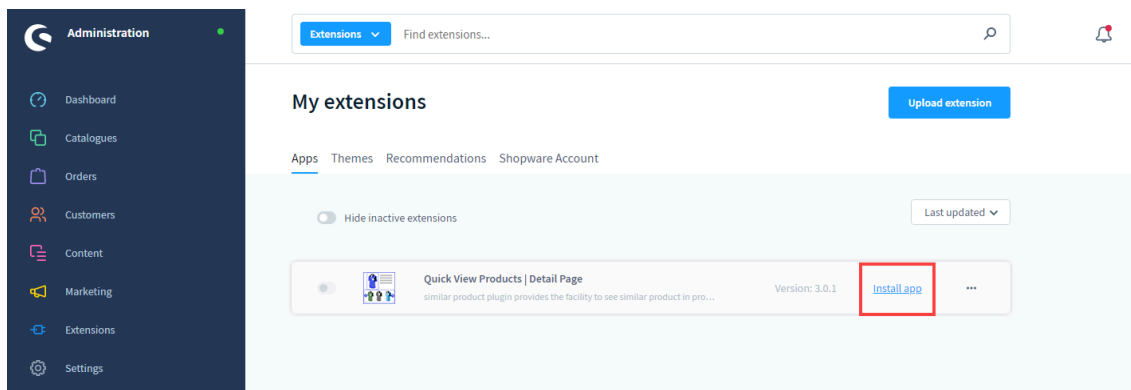 Administration
Dashboard
Catalogues
Orders
Customers
Content
Marketing
Extensions
Settings
Extensions Find extensions...
My extensions
Upload extension
Apps Themes Recommendations Shopware Account
Hide inactive extensions
Last updated
Quick View Products | Detail Page
similar product plugin provides the facility to see similar product in pro...
Version: 3.0.1
Install app